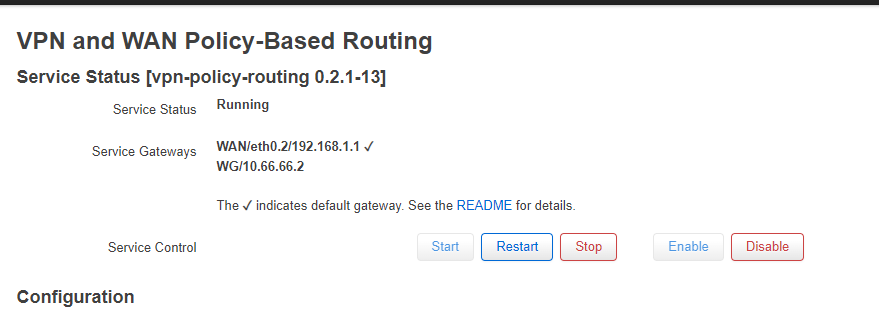 VPN and WAN Policy-Based Routing
Service Status [vpn-policy-routing 0.2.1-13]
Service Status Running
Service Gateways WAN/eth0.2/192.168.1.1 ✓
WG/10.66.66.2
The ✓ indicates default gateway. See the README for details.
Service Control Start Restart Stop Enable Disable
Configuration